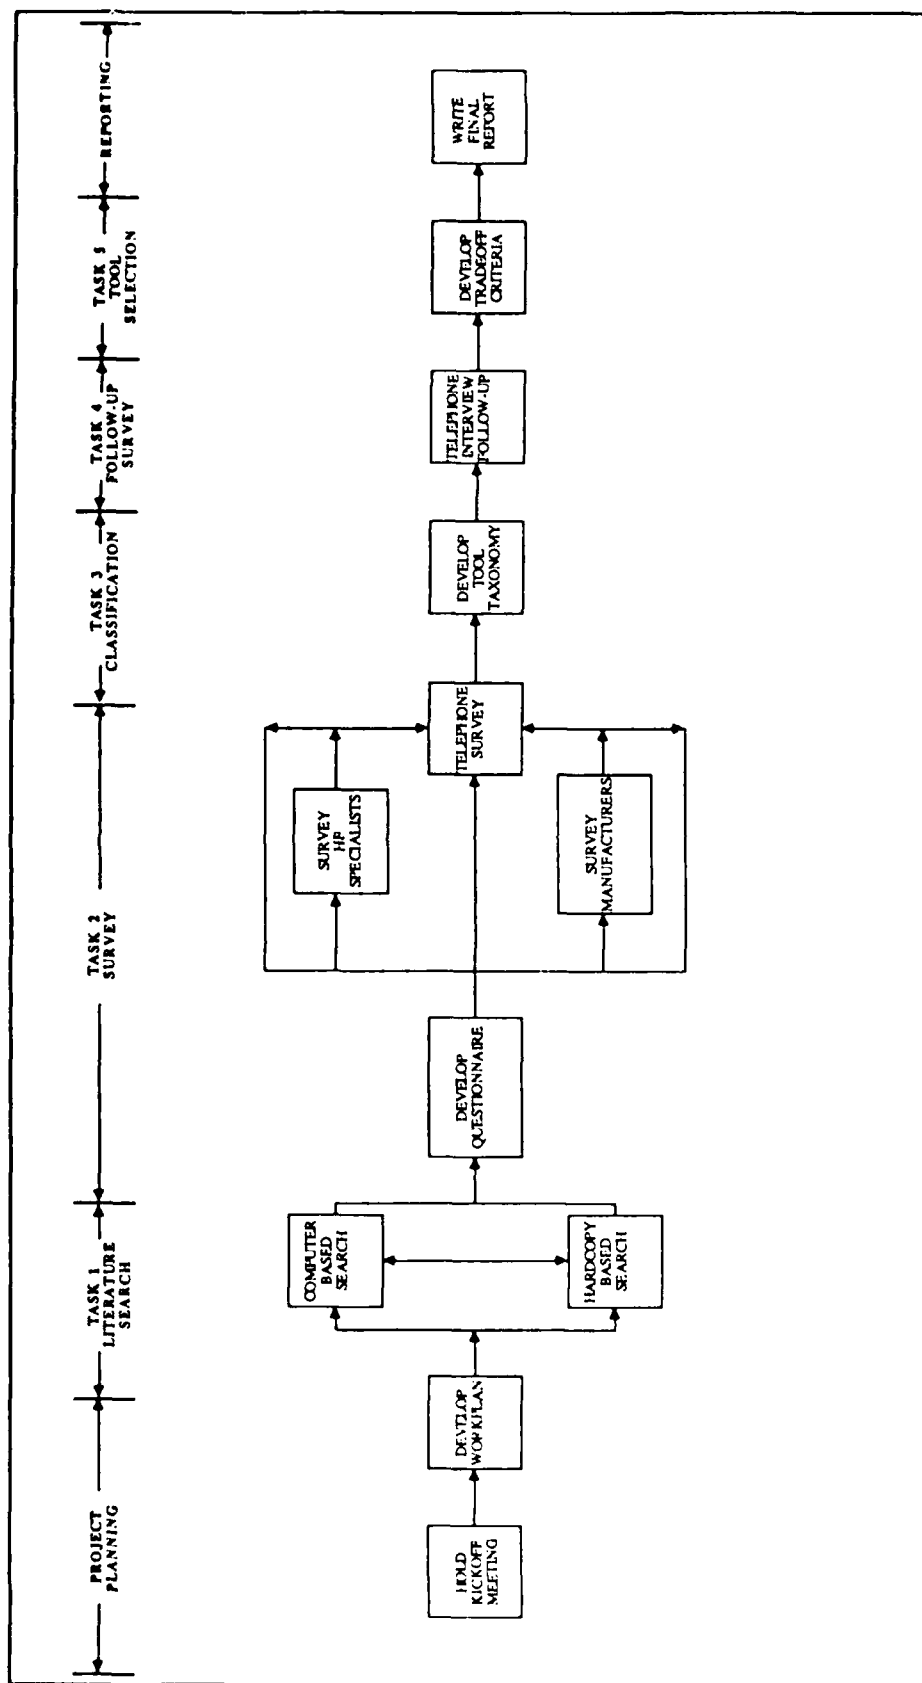 PROJECT
PLANNING
TASK 1
LITERATURE
SEARCH
TASK 2
SURVEY
TASK 3
CLASSIFICATION
TASK 4
FOLLOW-UP
SURVEY
TASK 5
TOOL
SELECTION
REPORTING
HOLD
KICKOFF
MEETING
DEVELOP
WORKPLAN
COMPUTER
BASED
SEARCH
HARDCOPY
BASED
SEARCH
DEVELOP
QUESTIONNAIRE
SURVEY
HP
SPECIALISTS
SURVEY
MANUFACTURERS
TELEPHONE
SURVEY
DEVELOP
TOOL
TAXONOMY
TELEPHONE
INTERVIEW
FOLLOW-UP
DEVELOP
TRADEOFF
CRITERIA
WRITE
FINAL
REPORT